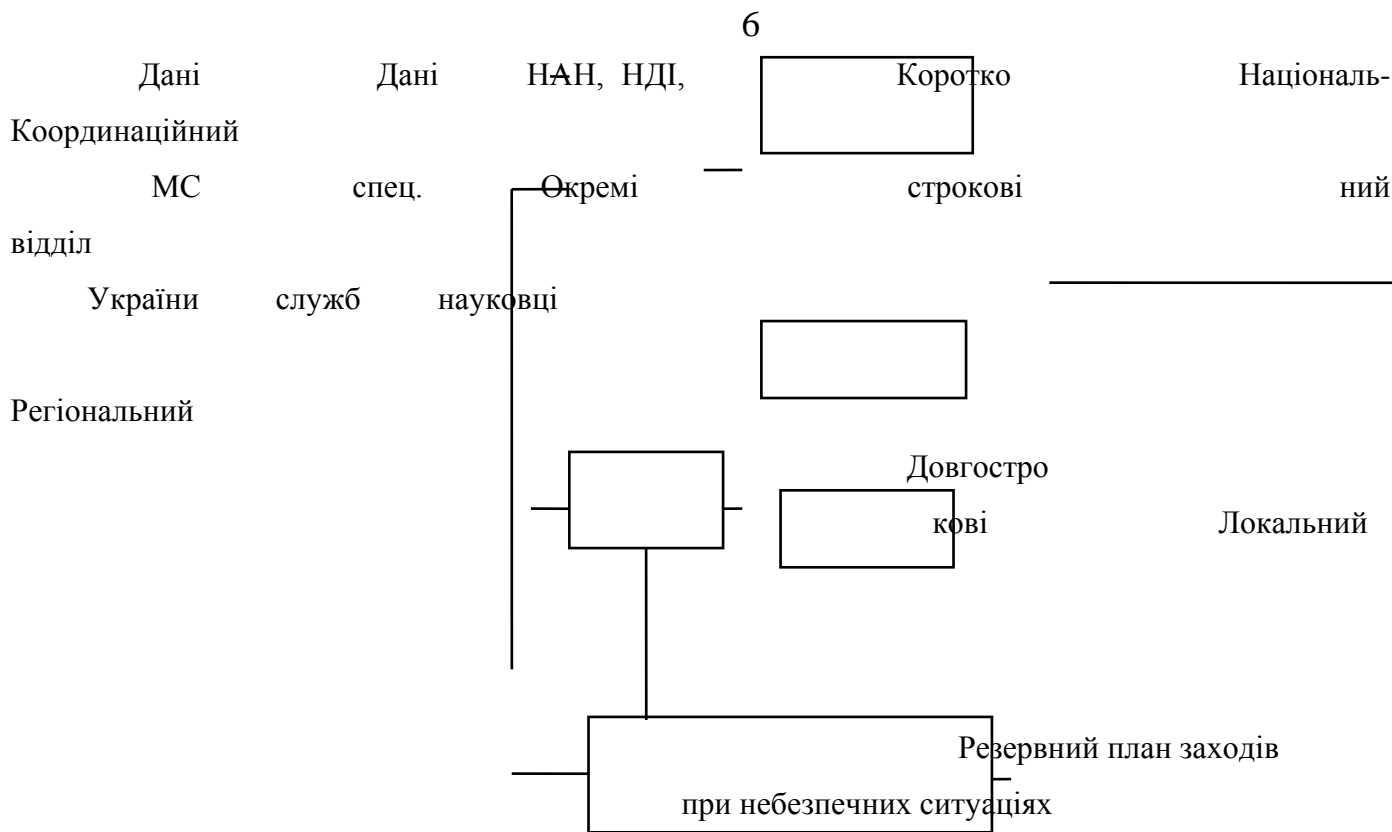 6
Дані Дані НАН, НДІ, Коротко Національ-
Координаційний
МС спец. Окремі строкові ний
відділ
України служб науковці
Регіональний
Довгостро
кові Локальний
Резервний план заходів
при небезпечних ситуаціях